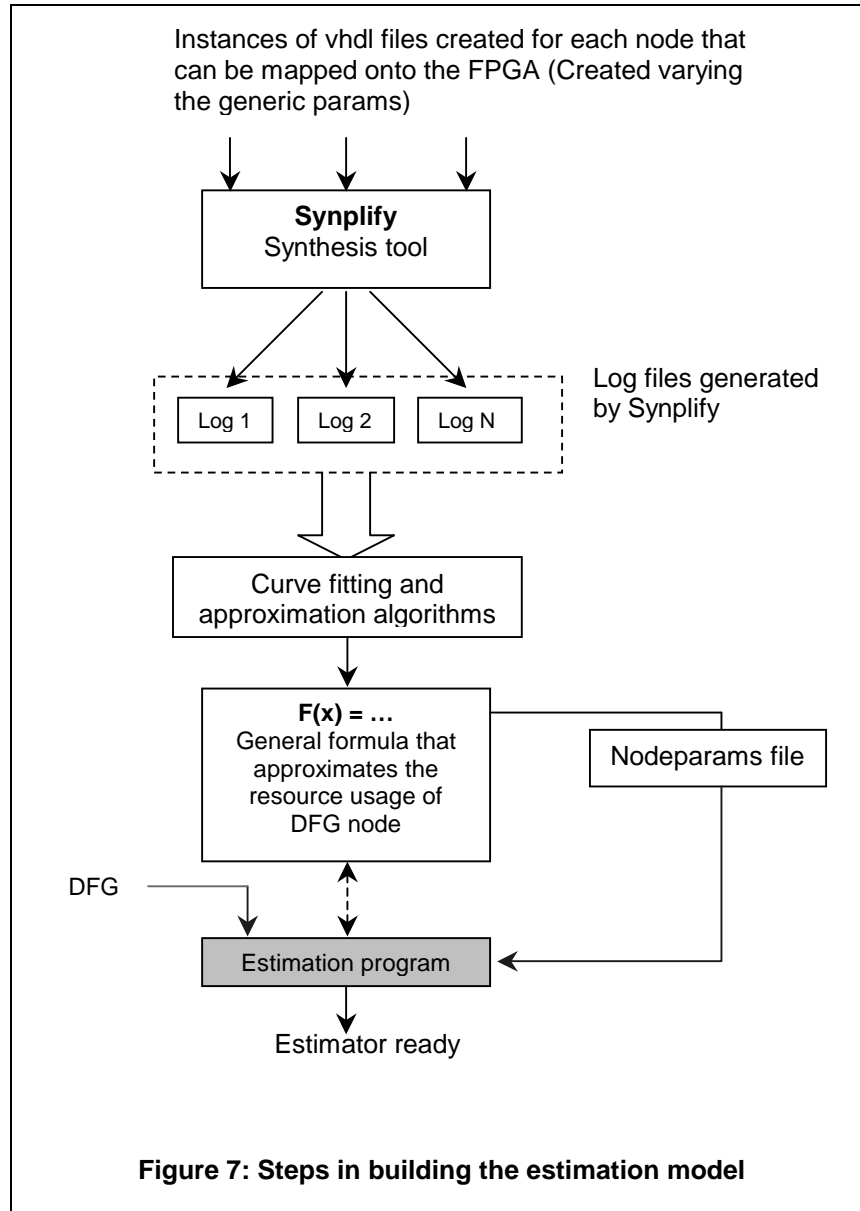 Instances of vhdl files created for each node that
can be mapped onto the FPGA (Created varying
the generic params)
Synplify
Synthesis tool
Log files generated
by Synplify
Log 1
Log 2
Log N
Curve fitting and
approximation algorithms
F(x) = …
General formula that
approximates the
resource usage of
DFG node
Nodeparams file
DFG
Estimation program
Estimator ready
Figure 7: Steps in building the estimation model